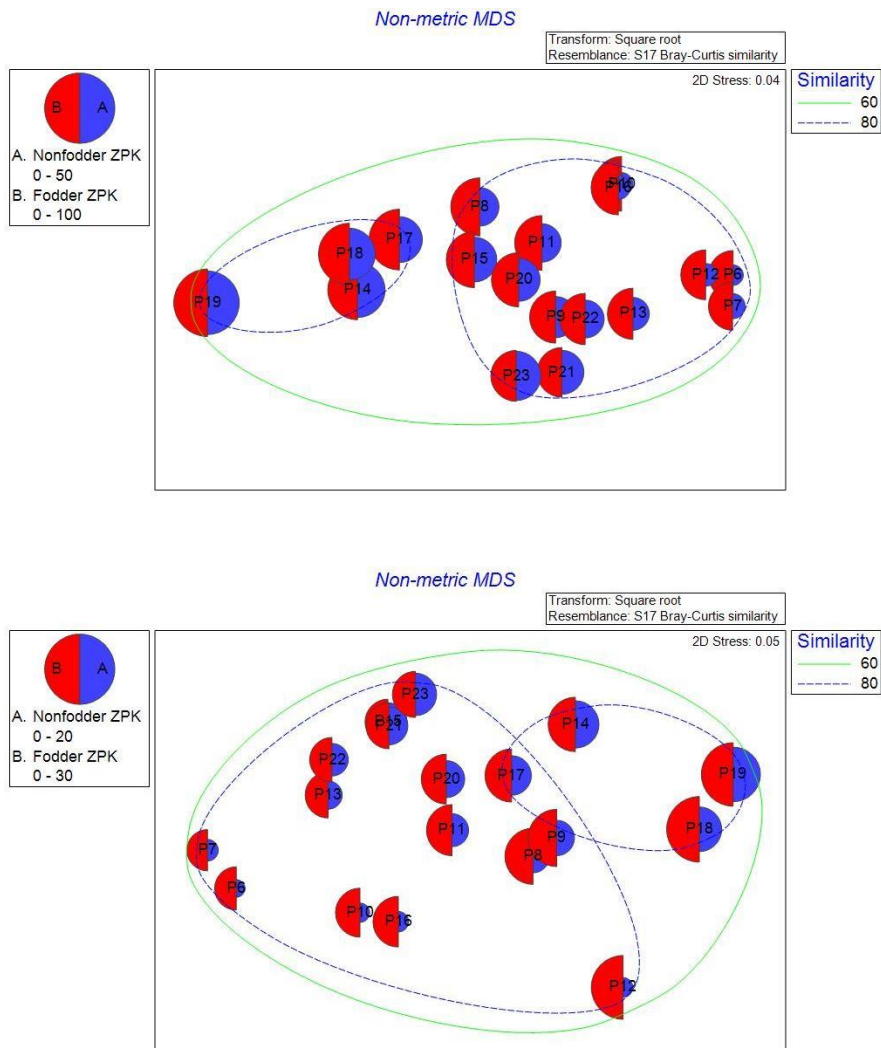 Non-metric MDS
Transform: Square root
Resemblance: S17 Bray-Curtis similarity
B A
A. Nonfodder ZPK
0 - 50
B. Fodder ZPK
0 - 100
2D Stress: 0.04
Similarity
60
80
P10
P16
P8
P17
P11
P18
P15
P20
P12 P6
P14
P19
P7
P9 P22 P13
P23 P21
Non-metric MDS
Transform: Square root
Resemblance: S17 Bray-Curtis similarity
B A
A. Nonfodder ZPK
0 - 20
B. Fodder ZPK
0 - 30
2D Stress: 0.05
Similarity
60
80
P23
P15
P21
P14
P22
P20
P17
P19
P13
P11
P18
P9
P7
P8
P6
P10 P16
P12